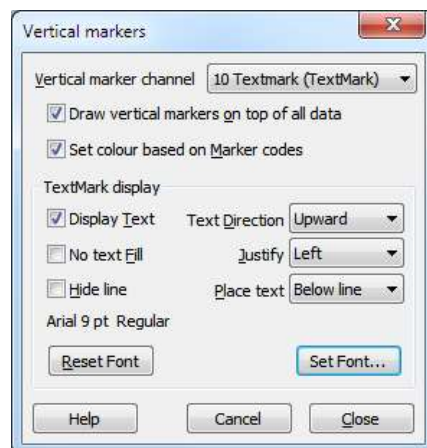 Vertical markers
Vertical marker channel 10 Textmark (TextMark)
Draw vertical markers on top of all data
Set colour based on Marker codes
TextMark display
Display Text Text Direction Upward
No text Fill Justify Left
Hide line Place text Below line
Arial 9 pt Regular
Reset Font Set Font...
Help Cancel Close